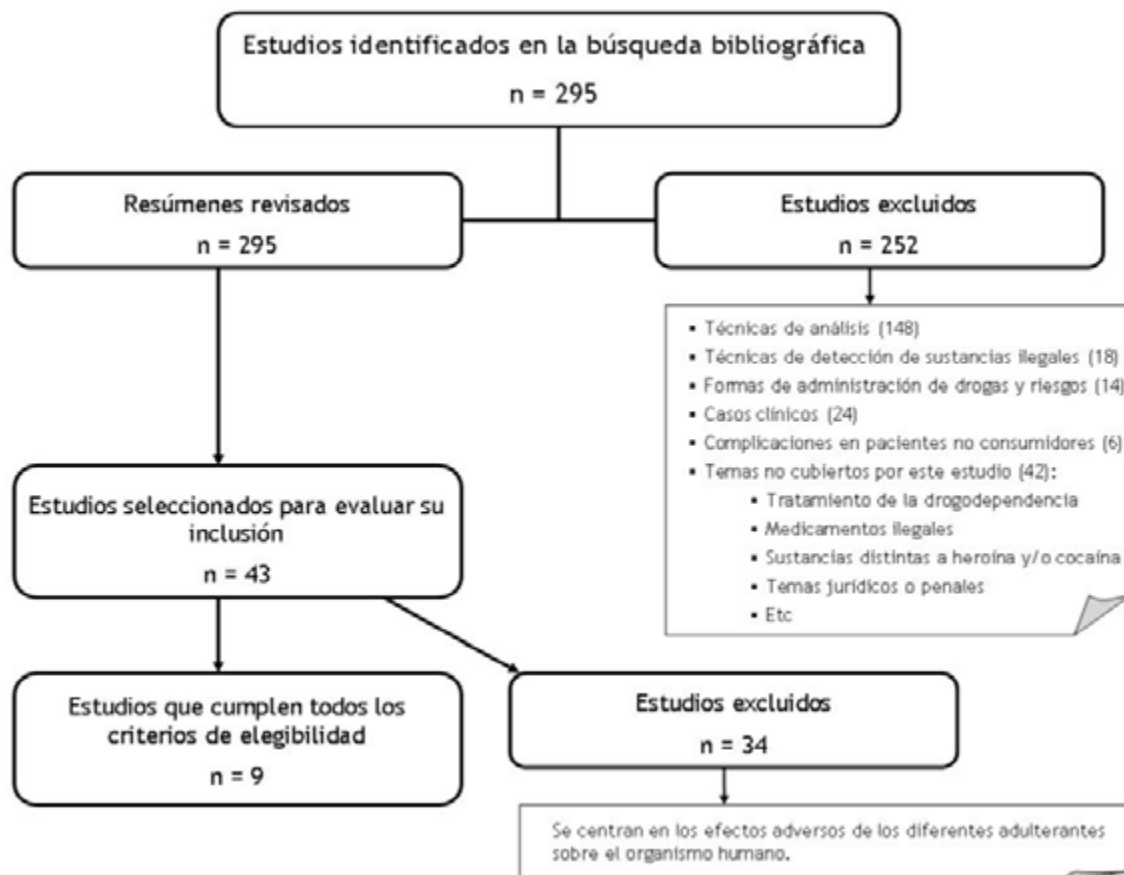 Estudios identificados en la búsqueda bibliográfica
n = 295
Resúmenes revisados
n = 295
Estudios excluidos
n = 252
▪ Técnicas de análisis (148)
▪ Técnicas de detección de sustancias ilegales (18)
▪ Formas de administración de drogas y riesgos (14)
▪ Casos clínicos (24)
▪ Complicaciones en pacientes no consumidores (6)
▪ Temas no cubiertos por este estudio (42):
▪ Tratamiento de la drogodependencia
▪ Medicamentos ilegales
▪ Sustancias distintas a heroína y/o cocaína
▪ Temas jurídicos o penales
▪ Etc
Estudios seleccionados para evaluar su
inclusión
n = 43
Estudios que cumplen todos los
criterios de elegibilidad
n = 9
Estudios excluidos
n = 34
Se centran en los efectos adversos de los diferentes adulterantes
sobre el organismo humano.